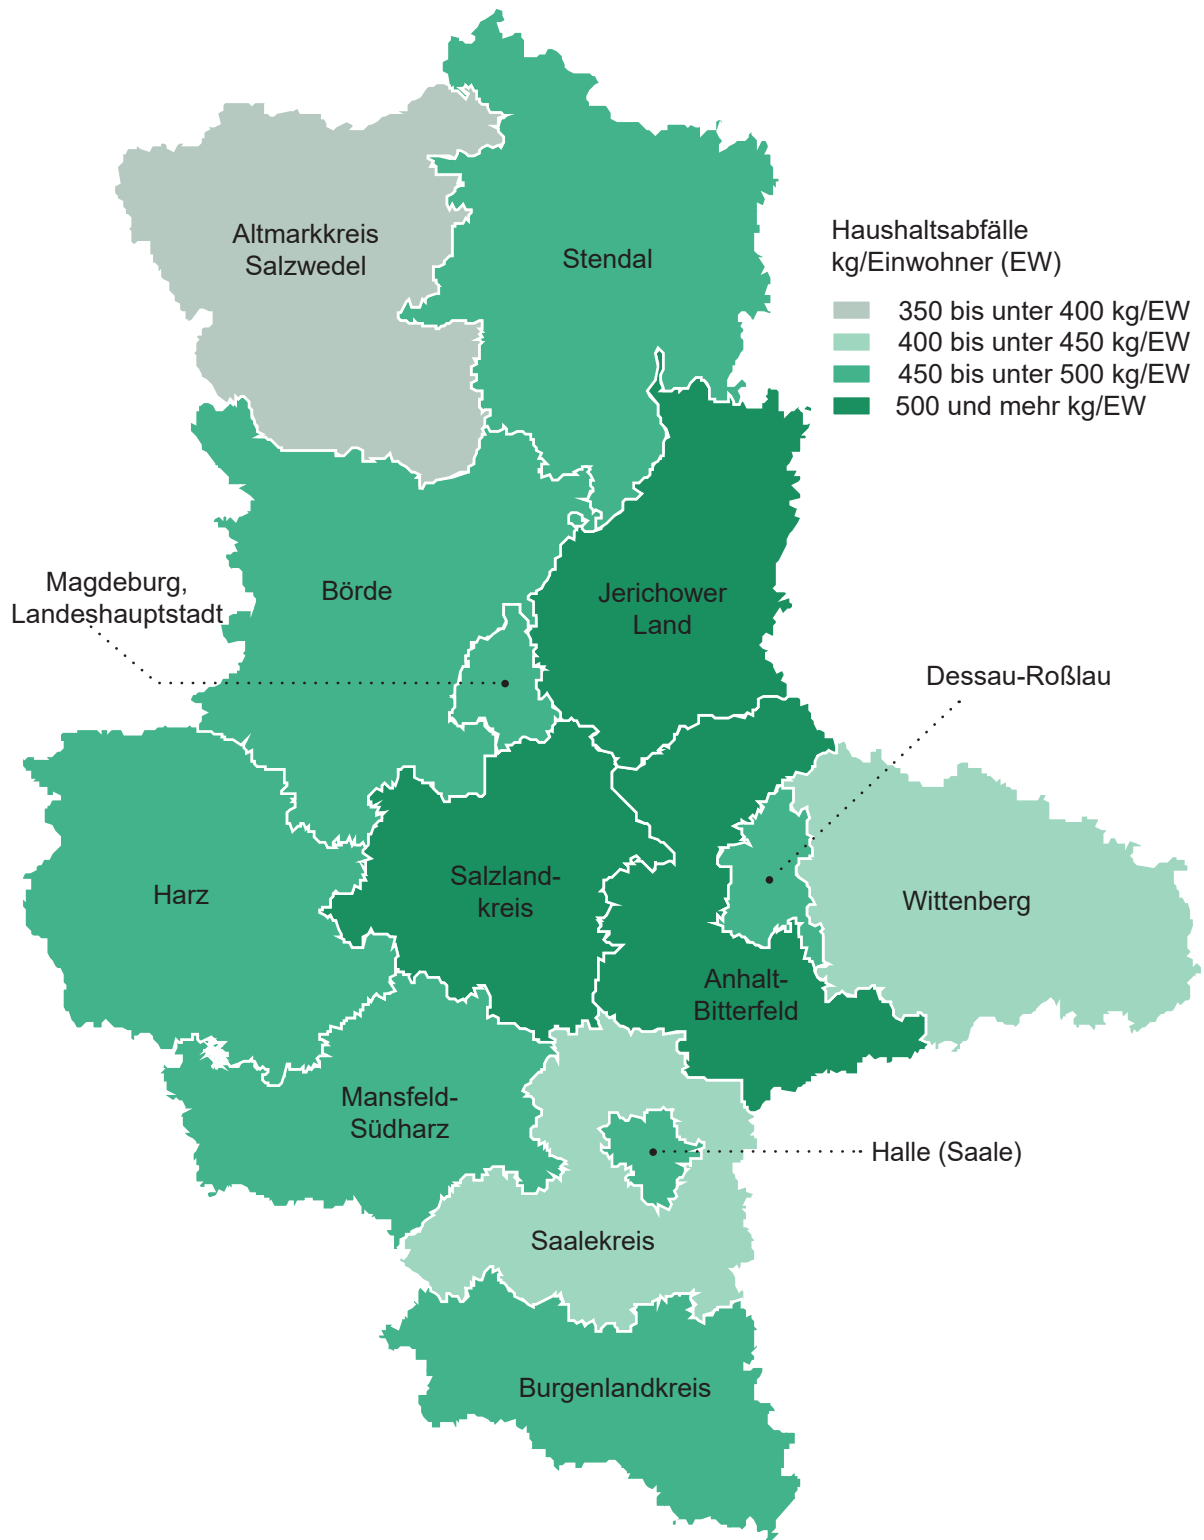 Altmarkkreis
Salzwedel
Stendal
Haushaltsabfälle
kg/Einwohner (EW)
350 bis unter 400 kg/EW
400 bis unter 450 kg/EW
450 bis unter 500 kg/EW
500 und mehr kg/EW
Magdeburg,
Landeshauptstadt
Börde
Jerichower
Land
Dessau-Roßlau
Harz
Salzland-
kreis
Wittenberg
Anhalt-
Bitterfeld
Mansfeld-
Südharz
Halle (Saale)
Saalekreis
Burgenlandkreis